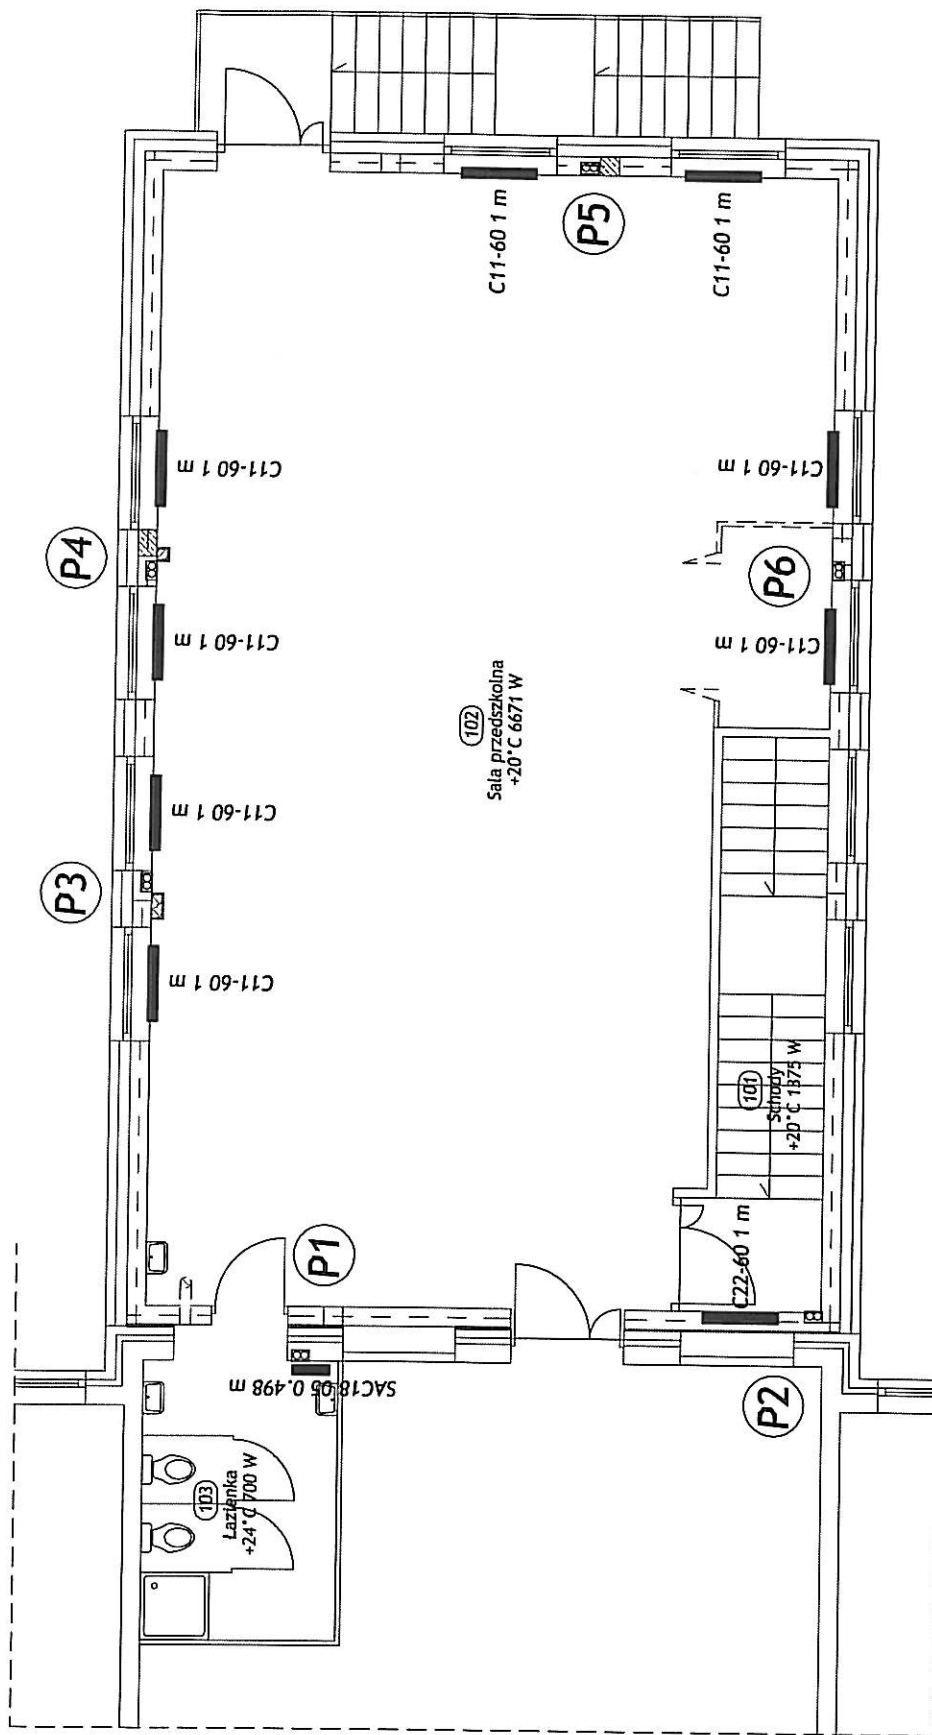 C11-60 1 m
P5
C11-60 1 m
C11-60 1 m
C11-60 1 m
P4
P6
C11-60 1 m
C11-60 1 m
102
Sala przedszkolna
+20°C 6671 W
C11-60 1 m
P3
C11-60 1 m
101
Schody
+20°C 1375 W
C22-60 1 m
P1
SAC18 05 0.498 m
P2
103
Łazienka
+24°C 700 W